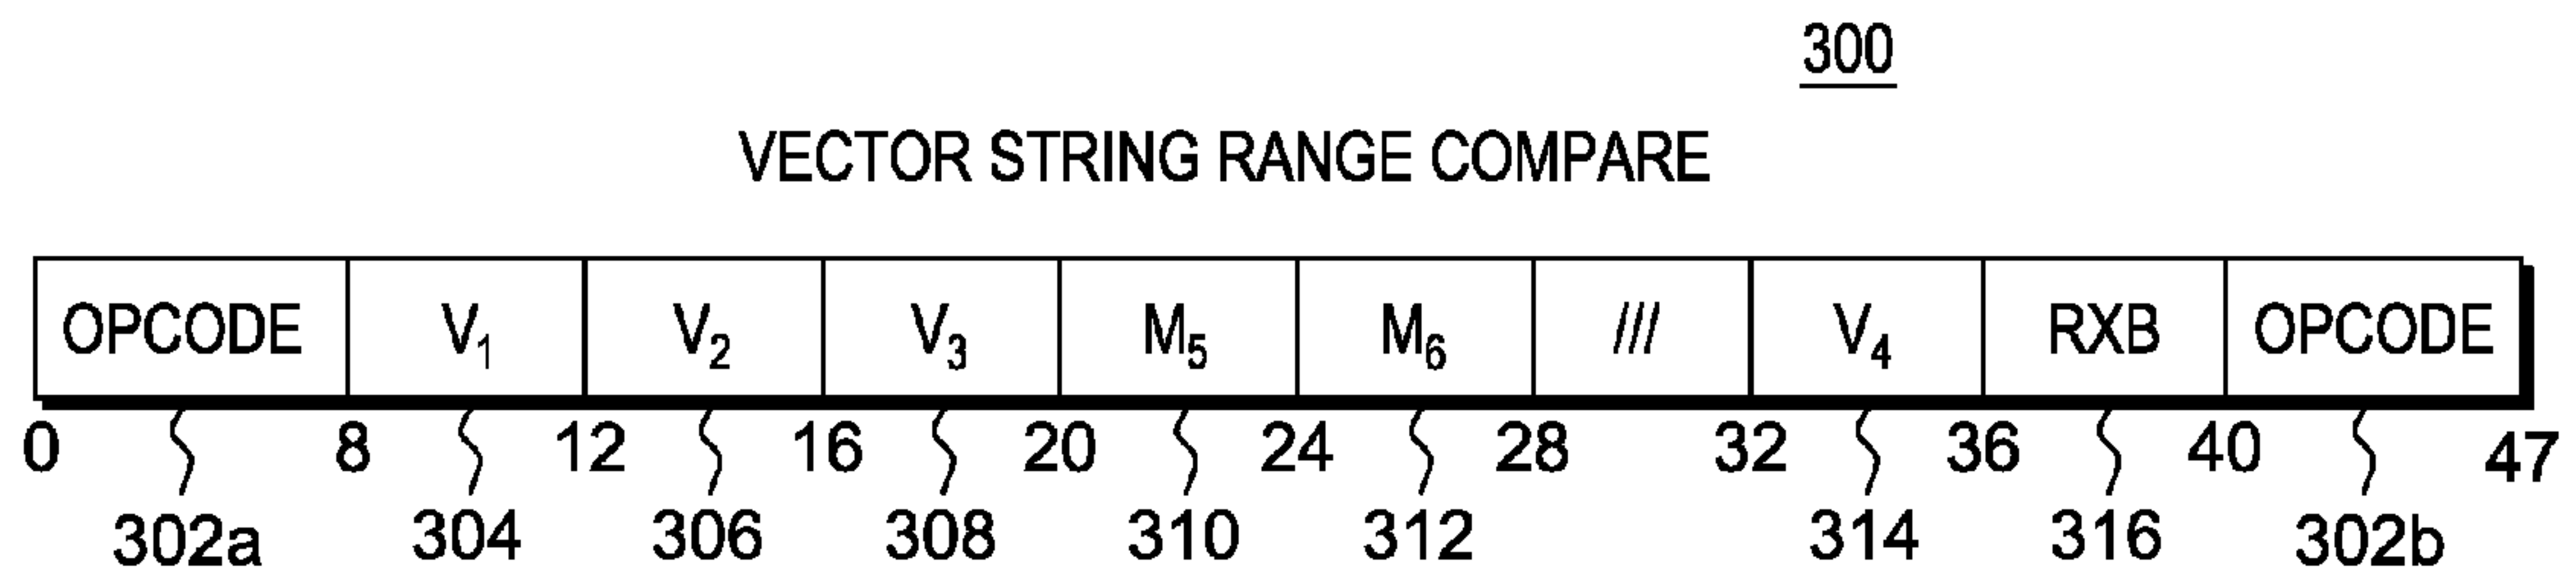 300
VECTOR STRING RANGE COMPARE
OPCODE V₁ V₂ V₃ M₅ M₆ /// V₄ RXB OPCODE
0 8 12 16 20 24 28 32 36 40 47
302a 304 306 308 310 312 314 316 302b